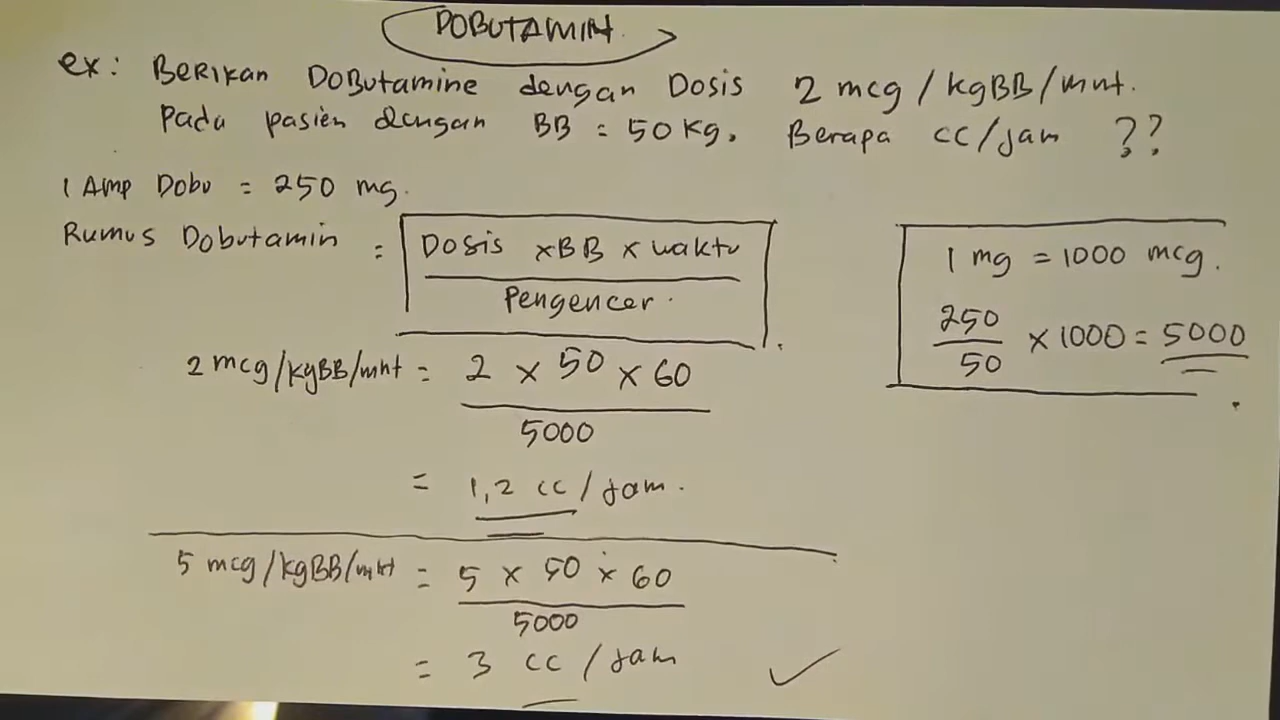 DOBUTAMIN
ex: BERIKAN DOBUtamine dengan Dosis 2 mcg/kgBB/mnt.
Pada pasien dengan BB = 50 Kg. Berapa cc/jam ??
1 Amp Dobu = 250 mg.
Rumus Dobutamin = Dosis x BB x waktu
Pengencer.
1 mg = 1000 mcg.
250
50
x 1000 = 5000
2 mcg/kgBB/mnt = 2 x 50 x 60
5000
= 1,2 cc/jam.
5 mcg/kgBB/mnt = 5 x 50 x 60
5000
= 3 cc/jam